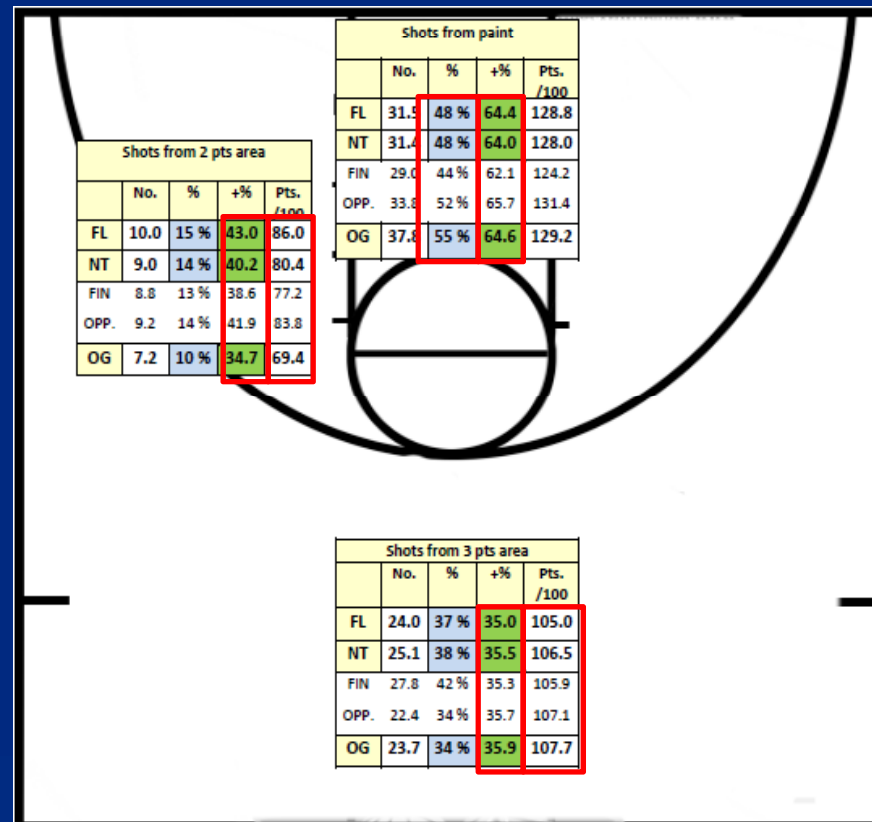 Shots from paint
No. % +% Pts. /100
FL 31.5 48 % 64.4 128.8
NT 31.4 48 % 64.0 128.0
FIN 29.0 44 % 62.1 124.2
OPP. 33.8 52 % 65.7 131.4
OG 37.8 55 % 64.6 129.2
Shots from 2 pts area
No. % +% Pts. /100
FL 10.0 15 % 43.0 86.0
NT 9.0 14 % 40.2 80.4
FIN 8.8 13 % 38.6 77.2
OPP. 9.2 14 % 41.9 83.8
OG 7.2 10 % 34.7 69.4
Shots from 3 pts area
No. % +% Pts. /100
FL 24.0 37 % 35.0 105.0
NT 25.1 38 % 35.5 106.5
FIN 27.8 42 % 35.3 105.9
OPP. 22.4 34 % 35.7 107.1
OG 23.7 34 % 35.9 107.7